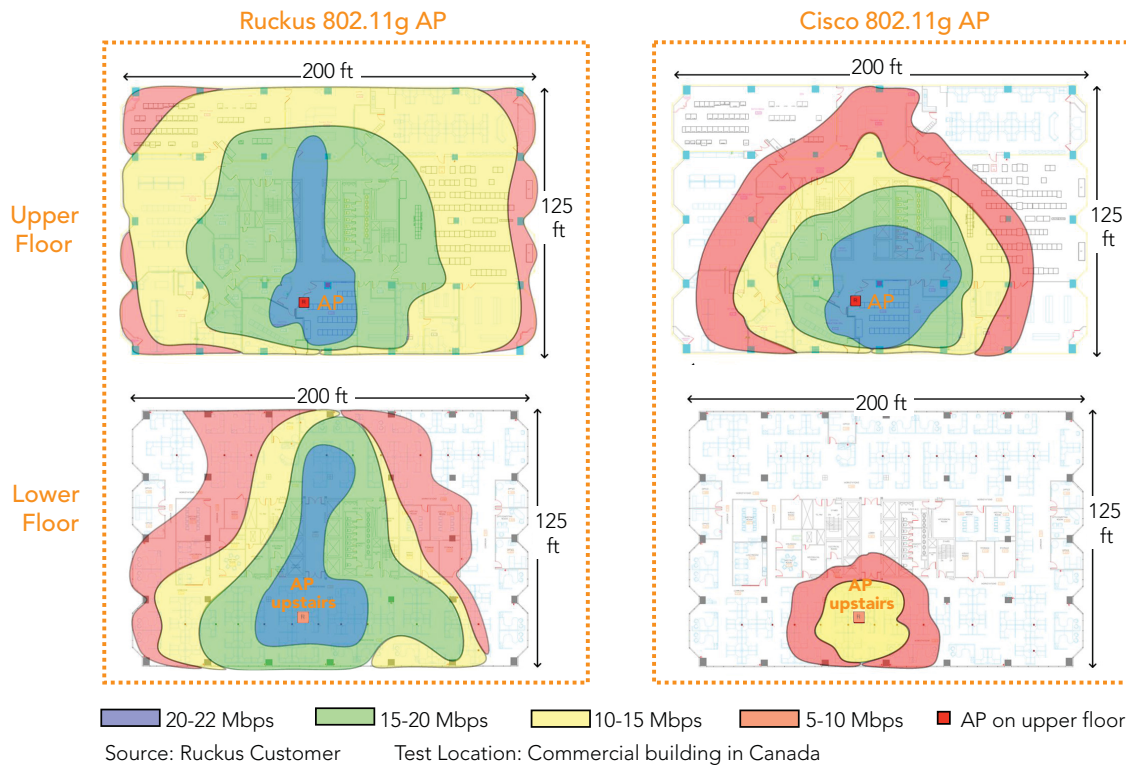 Ruckus 802.11g AP
Cisco 802.11g AP
200 ft
200 ft
Upper
Floor
125
ft
125
ft
AP
AP
200 ft
200 ft
Lower
Floor
125
ft
125
ft
AP
upstairs
AP
upstairs
20-22 Mbps
15-20 Mbps
10-15 Mbps
5-10 Mbps
AP on upper floor
Source: Ruckus Customer
Test Location: Commercial building in Canada